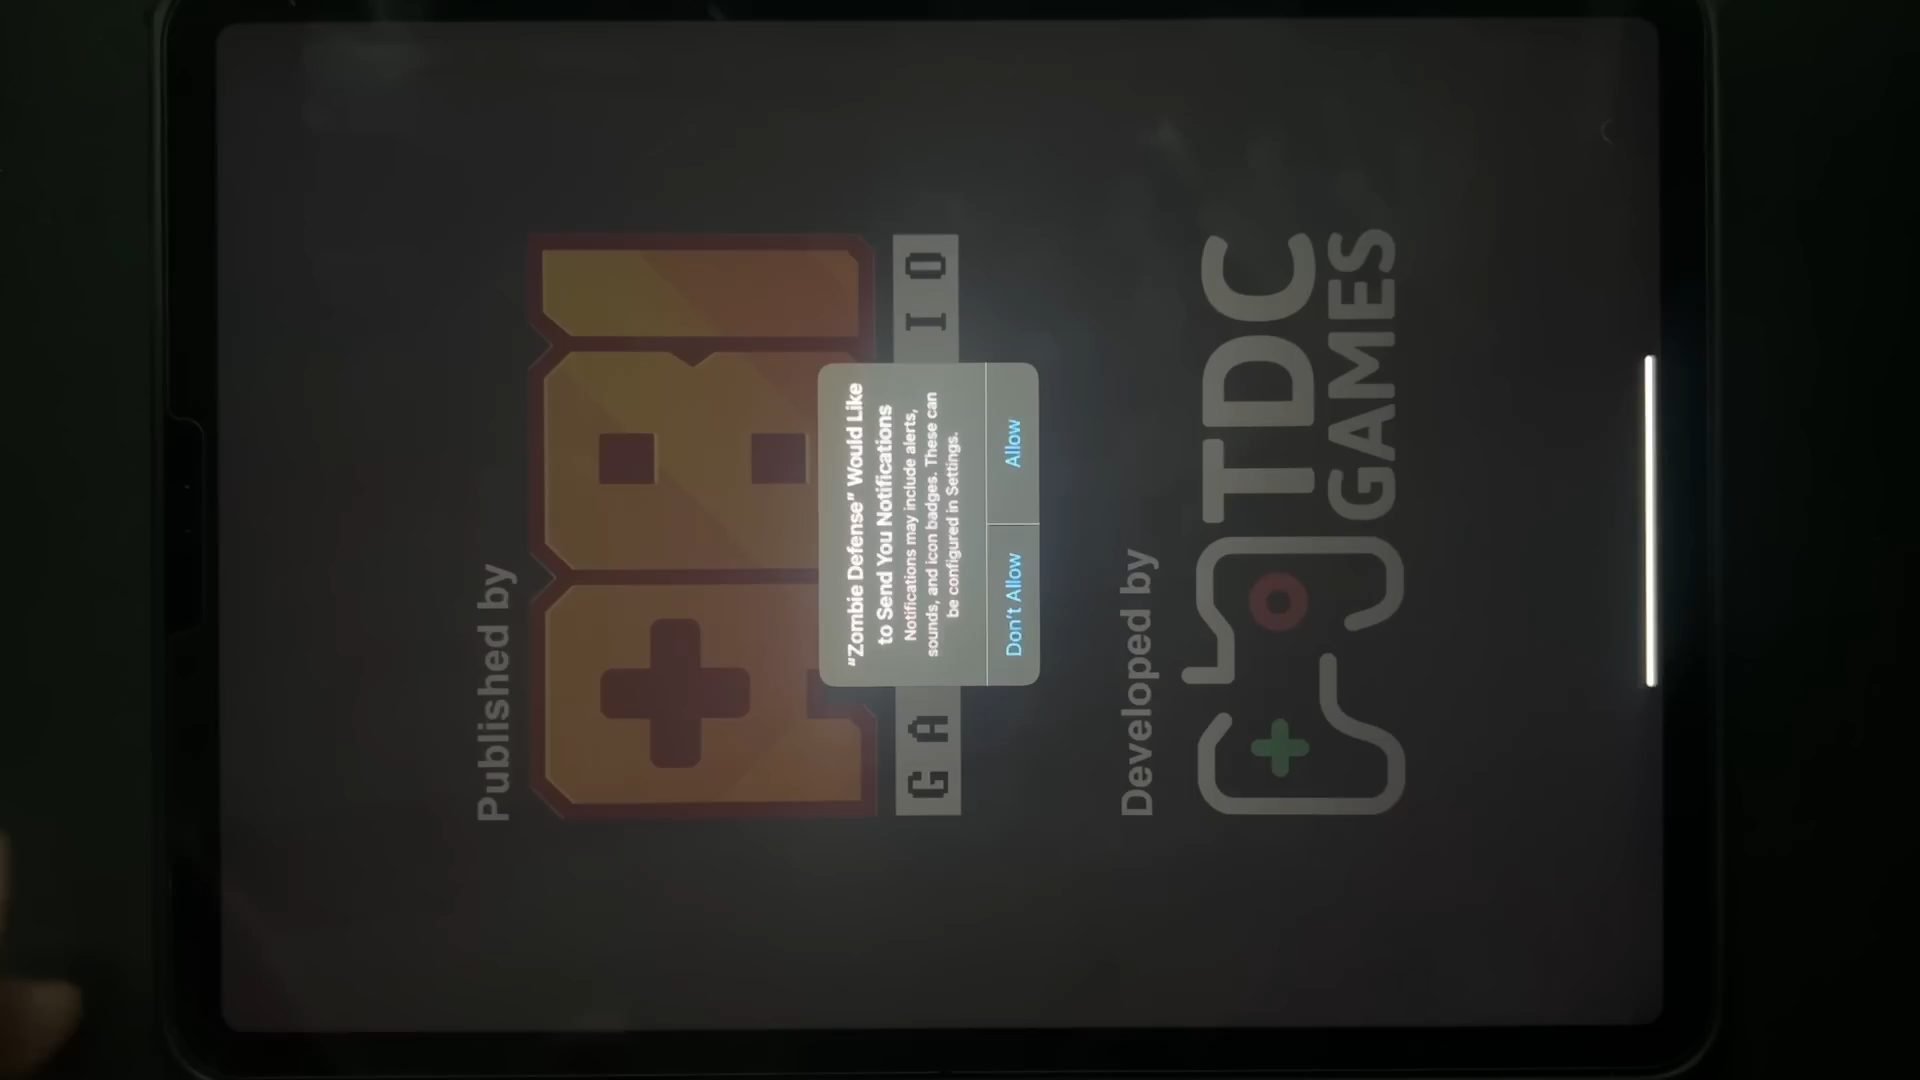 Published by
G A
I O
"Zombie Defense" Would Like
to Send You Notifications
Notifications may include alerts,
sounds, and icon badges. These can
be configured in Settings.
Don't Allow
Allow
Developed by
TDC
GAMES